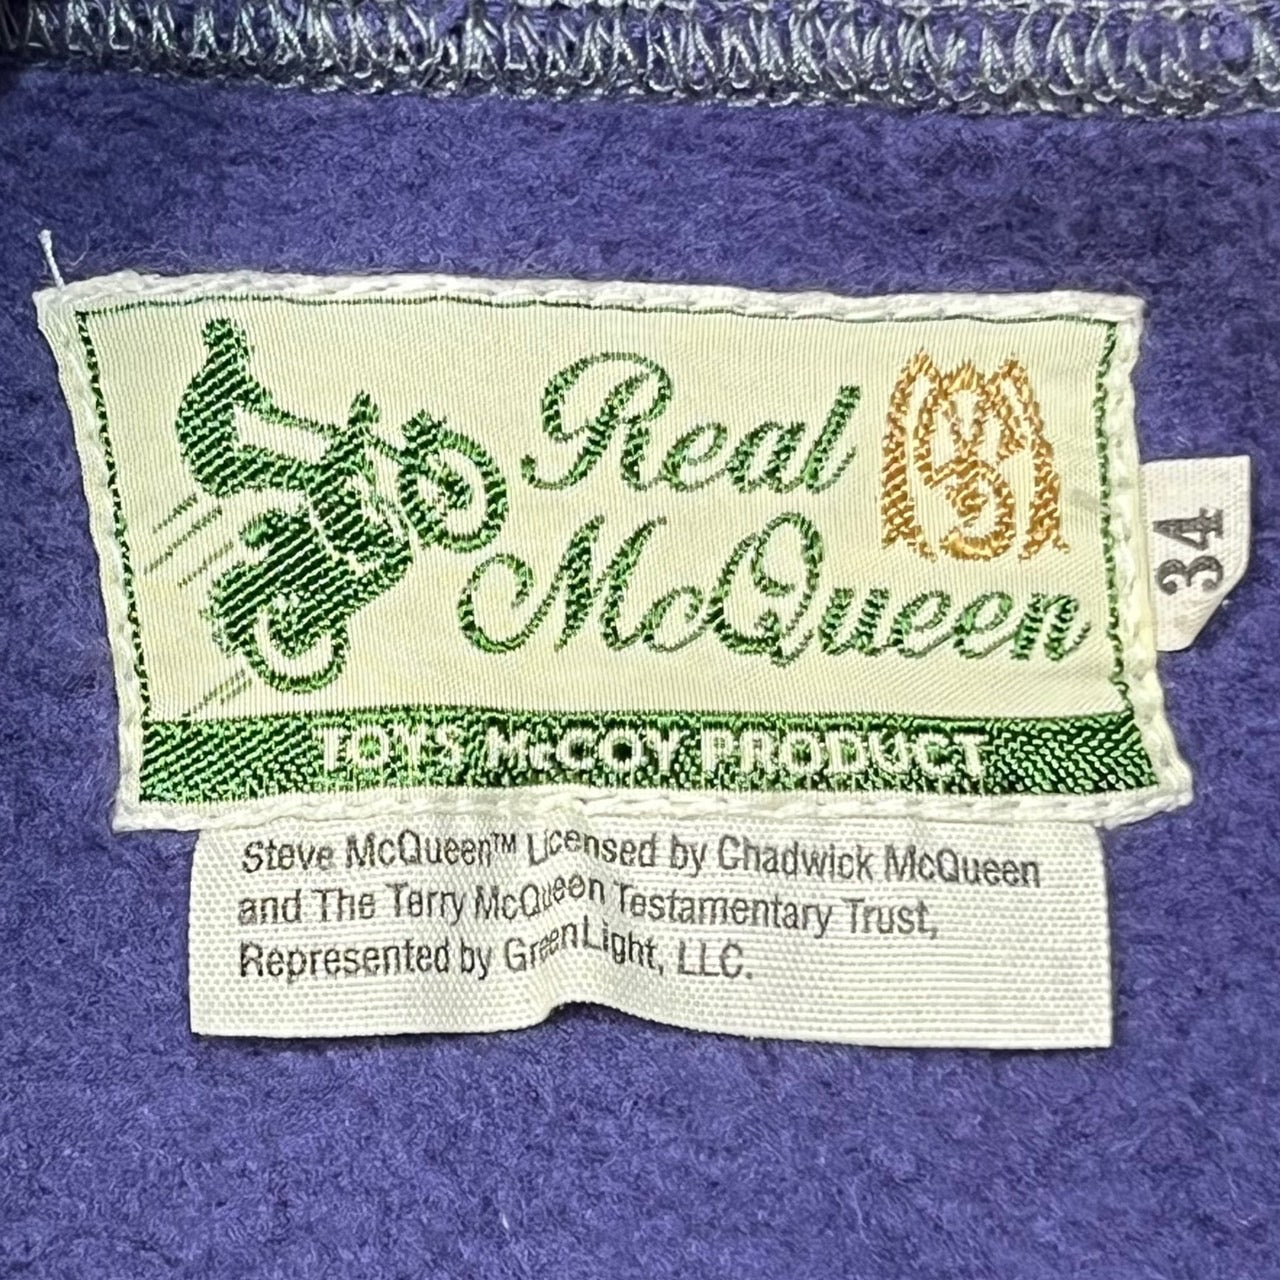 Real
McQueen
34
TOYS McCOY PRODUCT
Steve McQueen™ Licensed by Chadwick McQueen
and The Terry McQueen Testamentary Trust,
Represented by GreenLight, LLC.